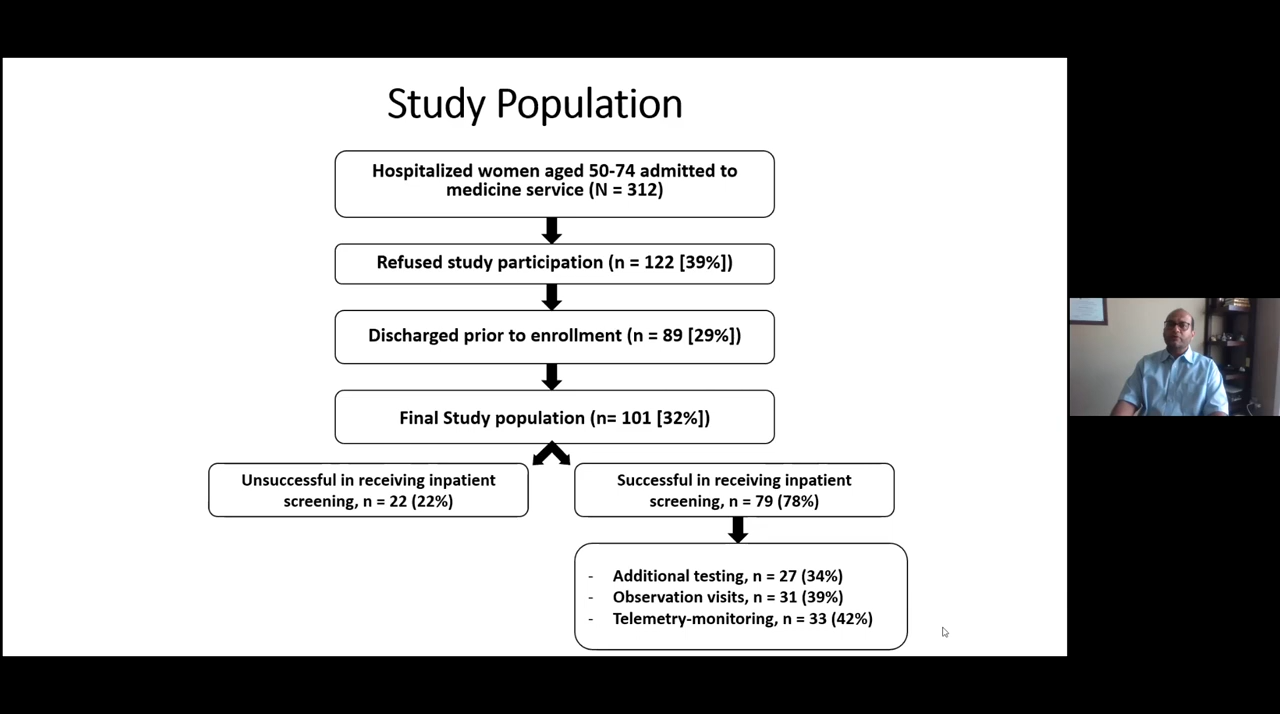 Study Population
Hospitalized women aged 50-74 admitted to
medicine service (N = 312)
Refused study participation (n = 122 [39%])
Discharged prior to enrollment (n = 89 [29%])
Final Study population (n= 101 [32%])
Unsuccessful in receiving inpatient
screening, n = 22 (22%)
Successful in receiving inpatient
screening, n = 79 (78%)
- Additional testing, n = 27 (34%)
- Observation visits, n = 31 (39%)
- Telemetry-monitoring, n = 33 (42%)